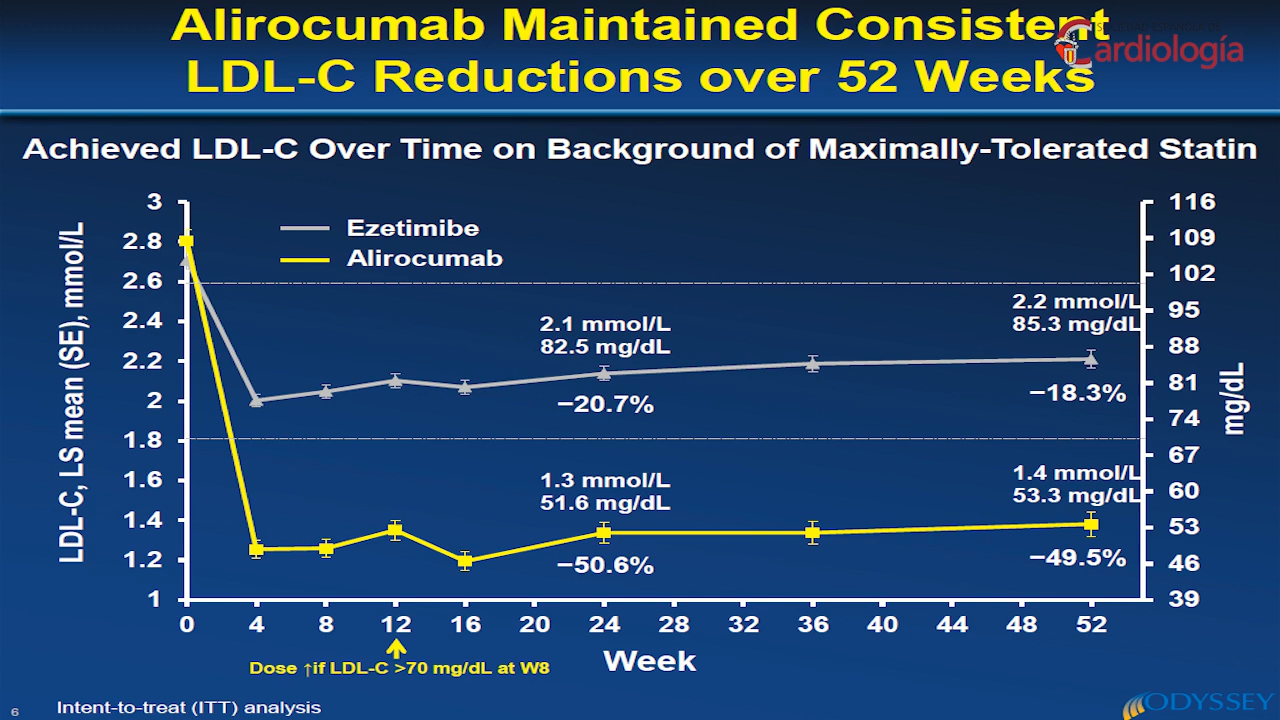 Alirocumab Maintained Consistent
LDL-C Reductions over 52 Weeks
ardiología
Achieved LDL-C Over Time on Background of Maximally-Tolerated Statin
LDL-C, LS mean (SE), mmol/L
3
2.8
2.6
2.4
2.2
2
1.8
1.6
1.4
1.2
1
Ezetimibe
Alirocumab
2.1 mmol/L
82.5 mg/dL
−20.7%
2.2 mmol/L
85.3 mg/dL
−18.3%
1.3 mmol/L
51.6 mg/dL
−50.6%
1.4 mmol/L
53.3 mg/dL
−49.5%
116
109
102
95
88
81
74
67
60
53
46
39
mg/dL
0 4 8 12 16 20 24 28 32 36 40 44 48 52
Week
Dose ↑if LDL-C >70 mg/dL at W8
6
Intent-to-treat (ITT) analysis
ODYSSEY